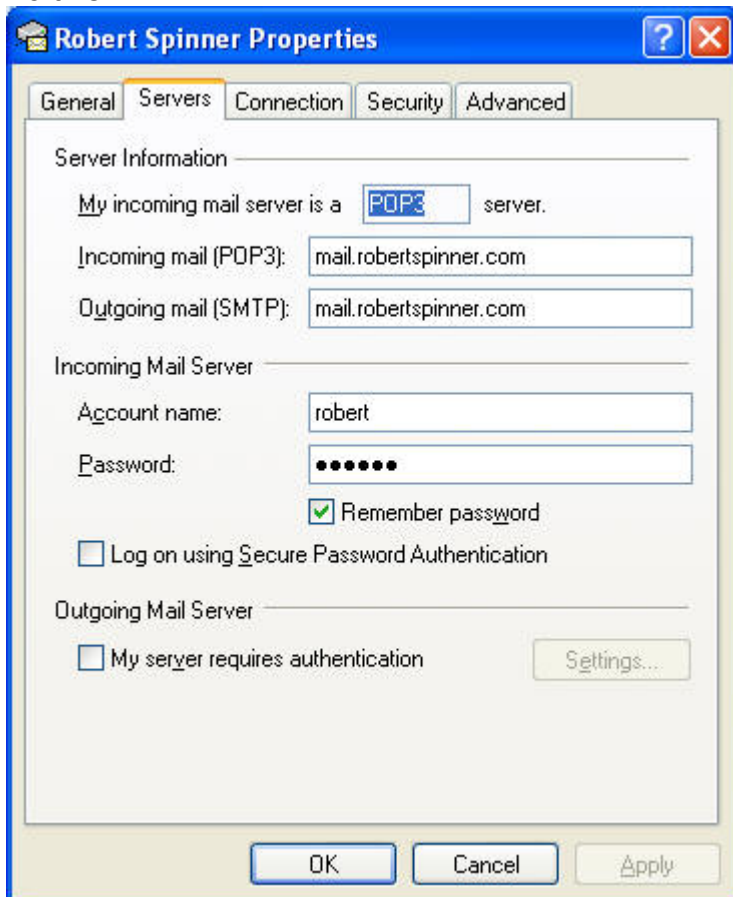 Robert Spinner Properties
General Servers Connection Security Advanced
Server Information
My incoming mail server is a POP3 server.
Incoming mail (POP3): mail.robertspinner.com
Outgoing mail (SMTP): mail.robertspinner.com
Incoming Mail Server
Account name: robert
Password: ●●●●●●
Remember password
Log on using Secure Password Authentication
Outgoing Mail Server
My server requires authentication Settings...
OK Cancel Apply